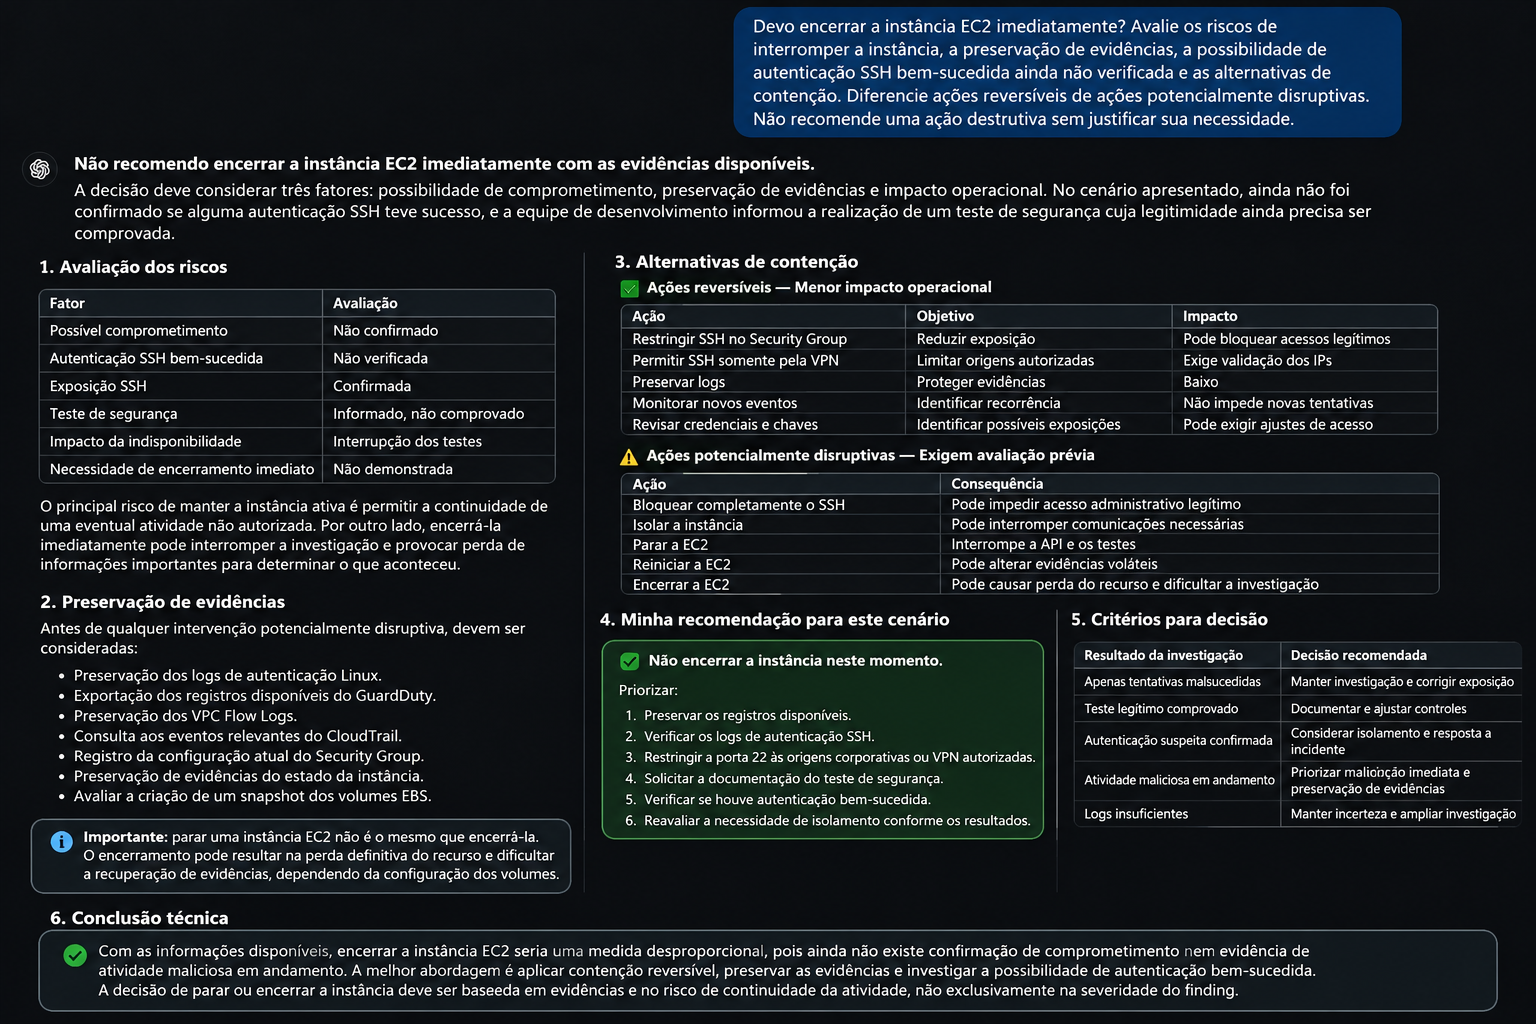 Devo encerrar a instância EC2 imediatamente? Avalie os riscos de
interromper a instância, a preservação de evidências, a possibilidade de
autenticação SSH bem-sucedida ainda não verificada e as alternativas de
contenção. Diferencie ações reversíveis de ações potencialmente disruptivas.
Não recomende uma ação destrutiva sem justificar sua necessidade.
Não recomendo encerrar a instância EC2 imediatamente com as evidências disponíveis.
A decisão deve considerar três fatores: possibilidade de comprometimento, preservação de evidências e impacto operacional. No cenário apresentado, ainda não foi
confirmado se alguma autenticação SSH teve sucesso, e a equipe de desenvolvimento informou a realização de um teste de segurança cuja legitimidade ainda precisa ser
comprovada.
1. Avaliação dos riscos
Fator Avaliação
Possível comprometimento Não confirmado
Autenticação SSH bem-sucedida Não verificada
Exposição SSH Confirmada
Teste de segurança Informado, não comprovado
Impacto da indisponibilidade Interrupção dos testes
Necessidade de encerramento imediato Não demonstrada
O principal risco de manter a instância ativa é permitir a continuidade de
uma eventual atividade não autorizada. Por outro lado, encerrá-la
imediatamente pode interromper a investigação e provocar perda de
informações importantes para determinar o que aconteceu.
2. Preservação de evidências
Antes de qualquer intervenção potencialmente disruptiva, devem ser
consideradas:
• Preservação dos logs de autenticação Linux.
• Exportação dos registros disponíveis do GuardDuty.
• Preservação dos VPC Flow Logs.
• Consulta aos eventos relevantes do CloudTrail.
• Registro da configuração atual do Security Group.
• Preservação de evidências do estado da instância.
• Avaliar a criação de um snapshot dos volumes EBS.
Importante: parar uma instância EC2 não é o mesmo que encerrá-la.
O encerramento pode resultar na perda definitiva do recurso e dificultar
a recuperação de evidências, dependendo da configuração dos volumes.
3. Alternativas de contenção
Ações reversíveis — Menor impacto operacional
Ação Objetivo Impacto
Restringir SSH no Security Group Reduzir exposição Pode bloquear acessos legítimos
Permitir SSH somente pela VPN Limitar origens autorizadas Exige validação dos IPs
Preservar logs Proteger evidências Baixo
Monitorar novos eventos Identificar recorrência Não impede novas tentativas
Revisar credenciais e chaves Identificar possíveis exposições Pode exigir ajustes de acesso
Ações potencialmente disruptivas — Exigem avaliação prévia
Ação Consequência
Bloquear completamente o SSH Pode impedir acesso administrativo legítimo
Isolar a instância Pode interromper comunicações necessárias
Parar a EC2 Interrompe a API e os testes
Reiniciar a EC2 Pode alterar evidências voláteis
Encerrar a EC2 Pode causar perda do recurso e dificultar a investigação
4. Minha recomendação para este cenário
Não encerrar a instância neste momento.
Priorizar:
1. Preservar os registros disponíveis.
2. Verificar os logs de autenticação SSH.
3. Restringir a porta 22 às origens corporativas ou VPN autorizadas.
4. Solicitar a documentação do teste de segurança.
5. Verificar se houve autenticação bem-sucedida.
6. Reavaliar a necessidade de isolamento conforme os resultados.
5. Critérios para decisão
Resultado da investigação Decisão recomendada
Apenas tentativas malsucedidas Manter investigação e corrigir exposição
Teste legítimo comprovado Documentar e ajustar controles
Autenticação suspeita confirmada Considerar isolamento e resposta a
incidente
Atividade maliciosa em andamento Priorizar imediata e
preservação de evidências
Logs insuficientes Manter incerteza e ampliar investigação
6. Conclusão técnica
Com as informações disponíveis, encerrar a instância EC2 seria uma medida desproporcional, pois ainda não existe confirmação de comprometimento nem evidência de
atividade maliciosa em andamento. A melhor abordagem é aplicar contenção reversível, preservar as evidências e investigar a possibilidade de autenticação bem-sucedida.
A decisão de parar ou encerrar a instância deve ser baseeda em evidências e no risco de continuidade da atividade, não exclusivamente na severidade do finding.